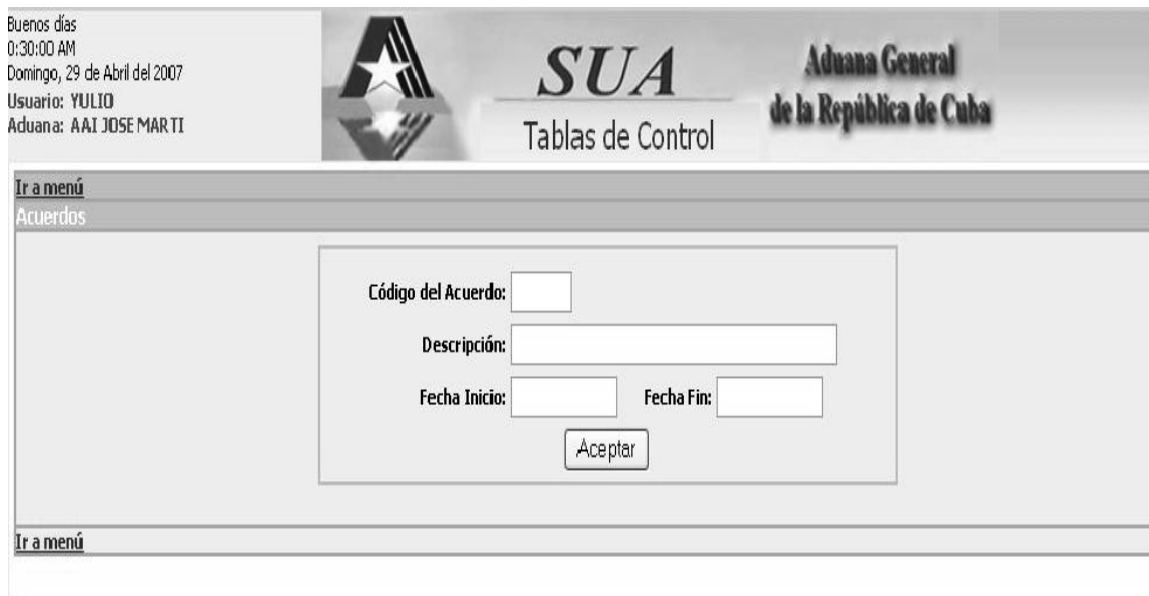 Buenos días
0:30:00 AM
Domingo, 29 de Abril del 2007
Usuario: YULIO
Aduana: AAI JOSE MARTI
SUA
Tablas de Control
Aduana General
de la República de Cuba
Ir a menú
Acuerdos
Código del Acuerdo:
Descripción:
Fecha Inicio: Fecha Fin:
Aceptar
Ir a menú